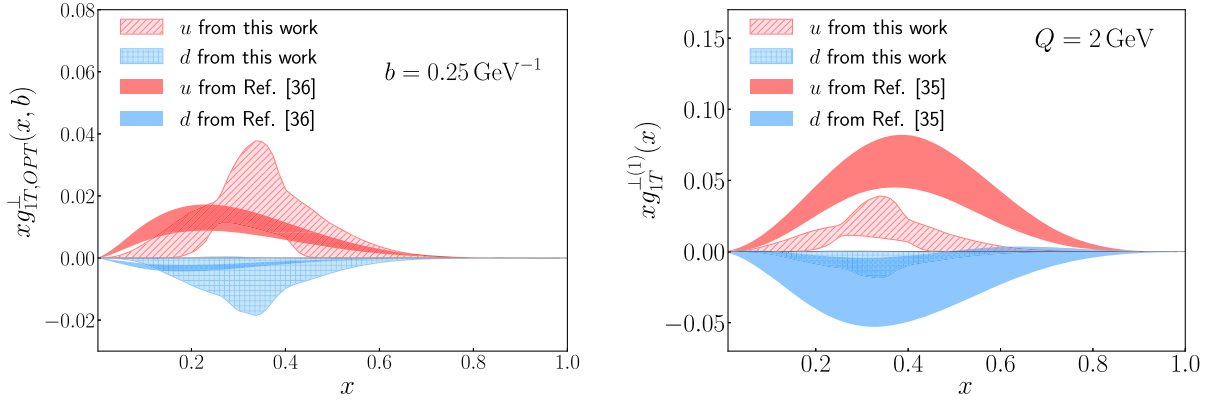 0.08
0.06
0.04
0.02
0.00
−0.02
0.2
0.4
0.6
0.8
1.0
x
xg⊥1T,OPT(x, b)
u from this work
d from this work
u from Ref. [36]
d from Ref. [36]
b = 0.25 GeV−1
0.15
0.10
0.05
0.00
−0.05
0.2
0.4
0.6
0.8
1.0
x
xg⊥(1)1T(x)
u from this work
d from this work
u from Ref. [35]
d from Ref. [35]
Q = 2 GeV